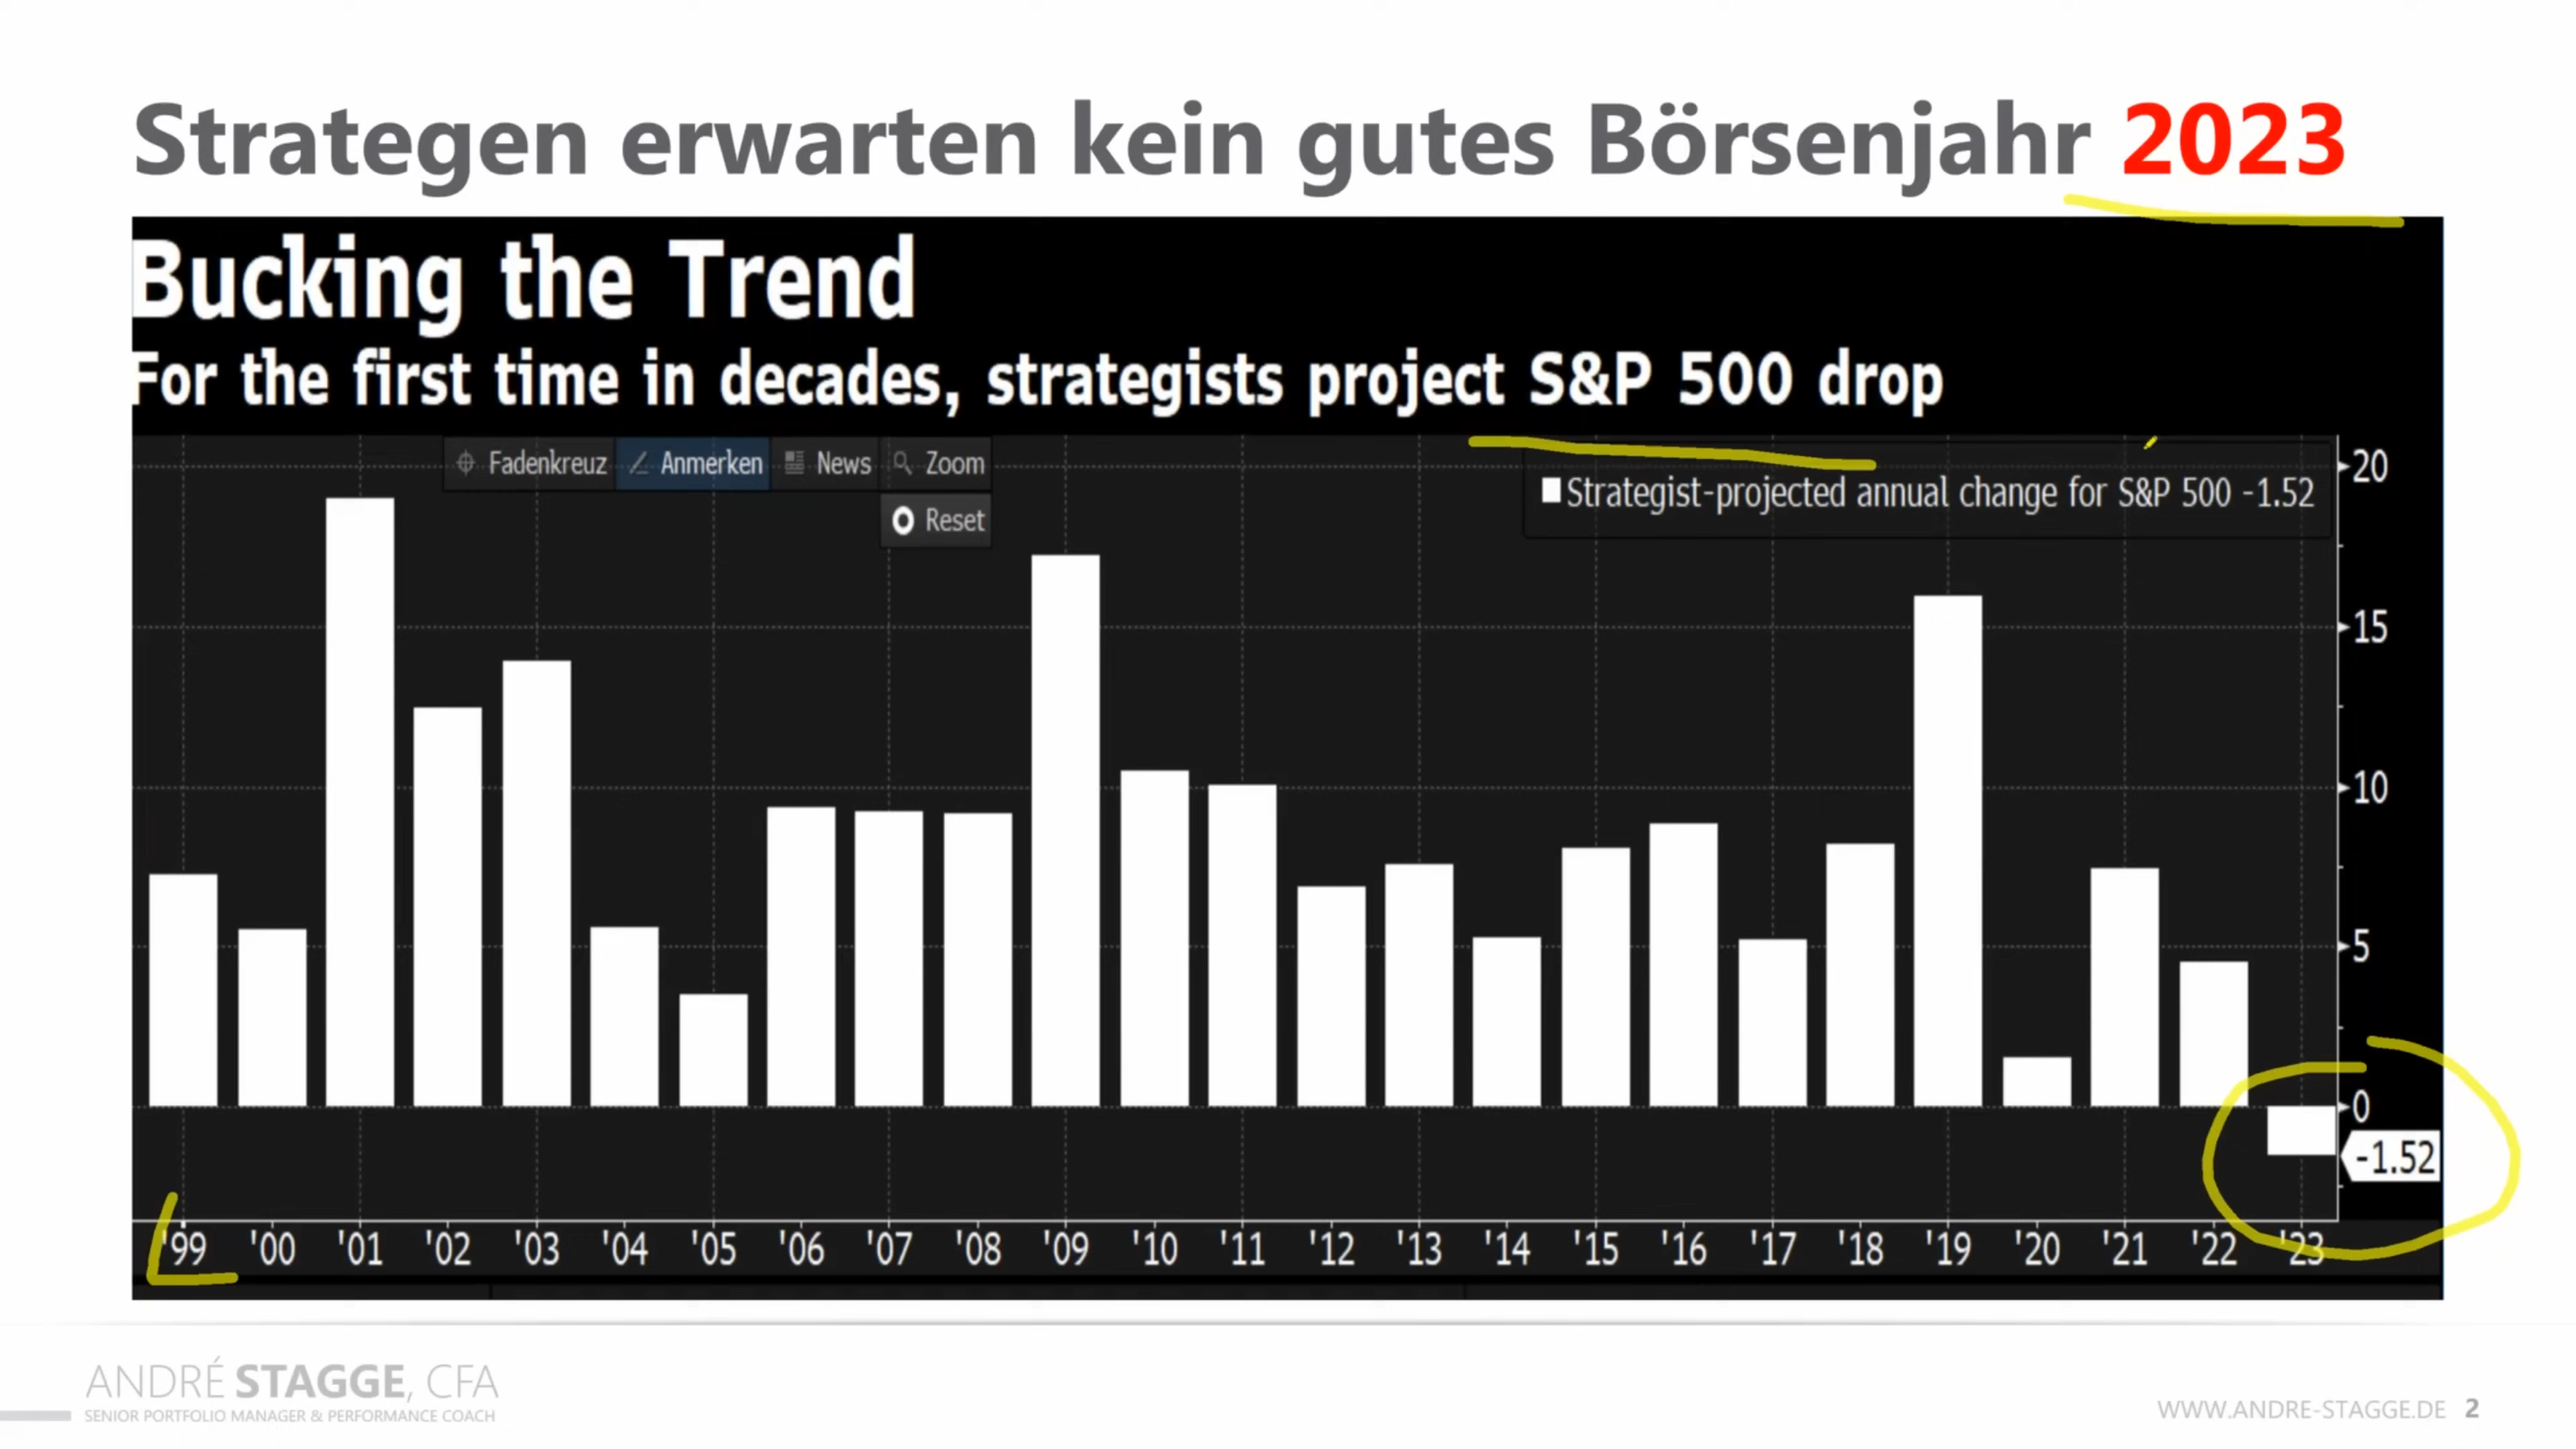 Strategen erwarten kein gutes Börsenjahr 2023
Bucking the Trend
For the first time in decades, strategists project S&P 500 drop
Fadenkreuz Anmerken News Zoom
Reset
Strategist-projected annual change for S&P 500 -1.52
20
15
10
5
0
-1.52
'99 '00 '01 '02 '03 '04 '05 '06 '07 '08 '09 '10 '11 '12 '13 '14 '15 '16 '17 '18 '19 '20 '21 '22 '23
ANDRÉ STAGGE, CFA
SENIOR PORTFOLIO MANAGER & PERFORMANCE COACH
WWW.ANDRE-STAGGE.DE 2